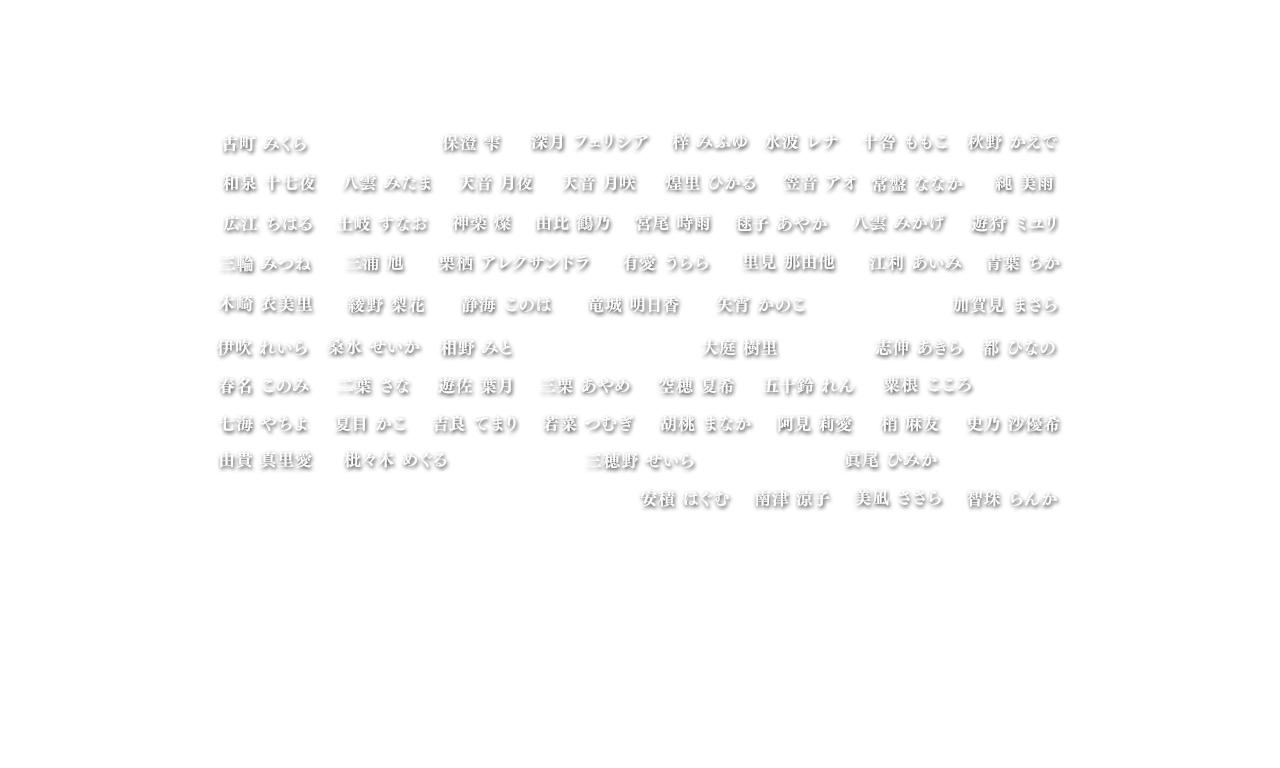 古町 みくら 保澄 雫 深月 フェリシア 梓 みふゆ 水波 レナ 十咎 ももこ 秋野 かえで
和泉 十七夜 八雲 みたま 天音 月夜 天音 月咲 煌里 ひかる 笠音 アオ 常盤 ななか 純 美雨
広江 ちはる 土岐 すなお 神楽 燦 由比 鶴乃 宮尾 時雨 毬子 あやか 八雲 みかげ 遊狩 ミユリ
三輪 みつね 三浦 旭 栗栖 アレクサンドラ 有愛 うらら 里見 那由他 江利 あいみ 青葉 ちか
木崎 衣美里 綾野 梨花 静海 このは 竜城 明日香 矢宵 かのこ 加賀見 まさら
伊吹 れいら 桑水 せいか 相野 みと 大庭 樹里 志伸 あきら 都 ひなの
春名 このみ 二葉 さな 遊佐 葉月 三栗 あやめ 空穂 夏希 五十鈴 れん 粟根 こころ
七海 やちよ 夏目 かこ 吉良 てまり 若菜 つむぎ 胡桃 まなか 阿見 莉愛 梢 麻友 史乃 沙優希
由貴 真里愛 枇々木 めぐる 三穂野 せいら 眞尾 ひみか
安積 はぐむ 南津 涼子 美凪 ささら 智珠 らんか